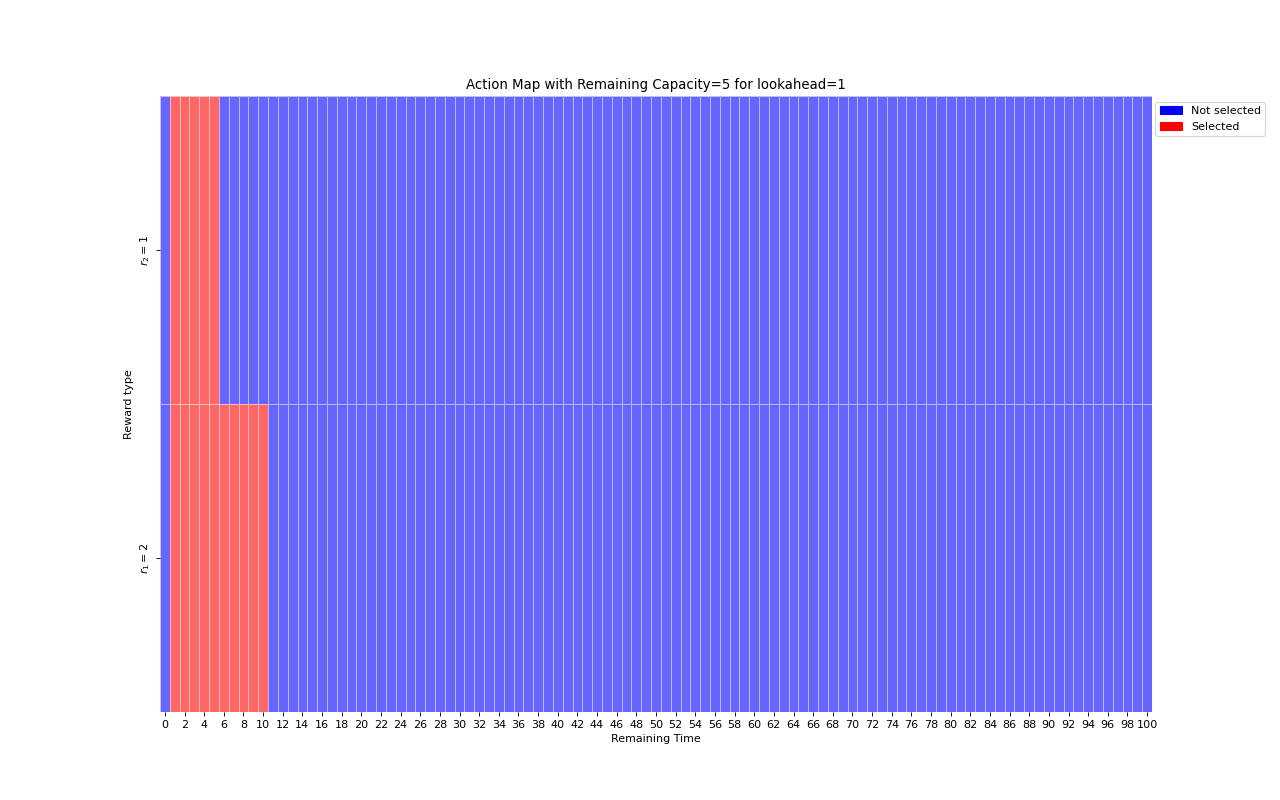 Action Map with Remaining Capacity=5 for lookahead=1
Not selected
Selected
r₂ = 1
Reward type
r₁ = 2
0 2 4 6 8 10 12 14 16 18 20 22 24 26 28 30 32 34 36 38 40 42 44 46 48 50 52 54 56 58 60 62 64 66 68 70 72 74 76 78 80 82 84 86 88 90 92 94 96 98 100
Remaining Time